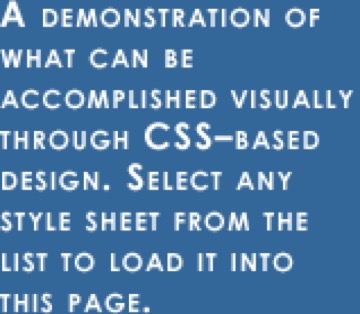 A demonstration of
what can be
accomplished visually
through CSS–based
design. Select any
style sheet from the
list to load it into
this page.